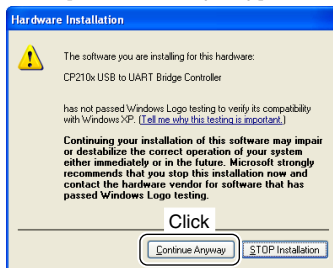 Hardware Installation
The software you are installing for this hardware:
CP210x USB to UART Bridge Controller
has not passed Windows Logo testing to verify its compatibility
with Windows XP. (Tell me why this testing is important.)
Continuing your installation of this software may impair
or destabilize the correct operation of your system
either immediately or in the future. Microsoft strongly
recommends that you stop this installation now and
contact the hardware vendor for software that has
passed Windows Logo testing.
Click
Continue Anyway STOP Installation